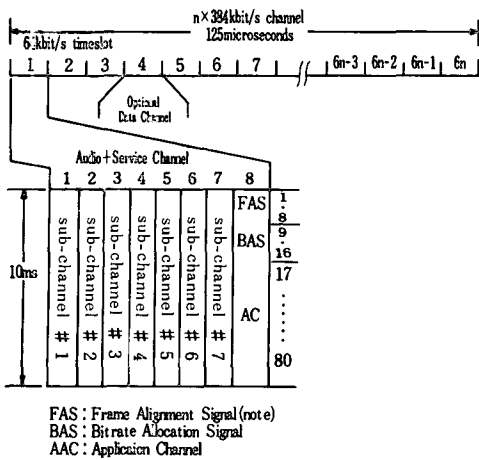 n×384kbit/s channel
125microseconds
64kbit/s timeslot
1 2 3 4 5 6 7 6n-3 6n-2 6n-1 6n
Optional
Data Channel
Audio+Service Channel
1 2 3 4 5 6 7 8
10ms
sub-channel #1
sub-channel #2
sub-channel #3
sub-channel #4
sub-channel #5
sub-channel #6
sub-channel #7
FAS
BAS
AC
1
8
9
16
17
80
FAS : Frame Alignment Signal(note)
BAS : Bitrate Allocation Signal
AAC : Applicaion Channel